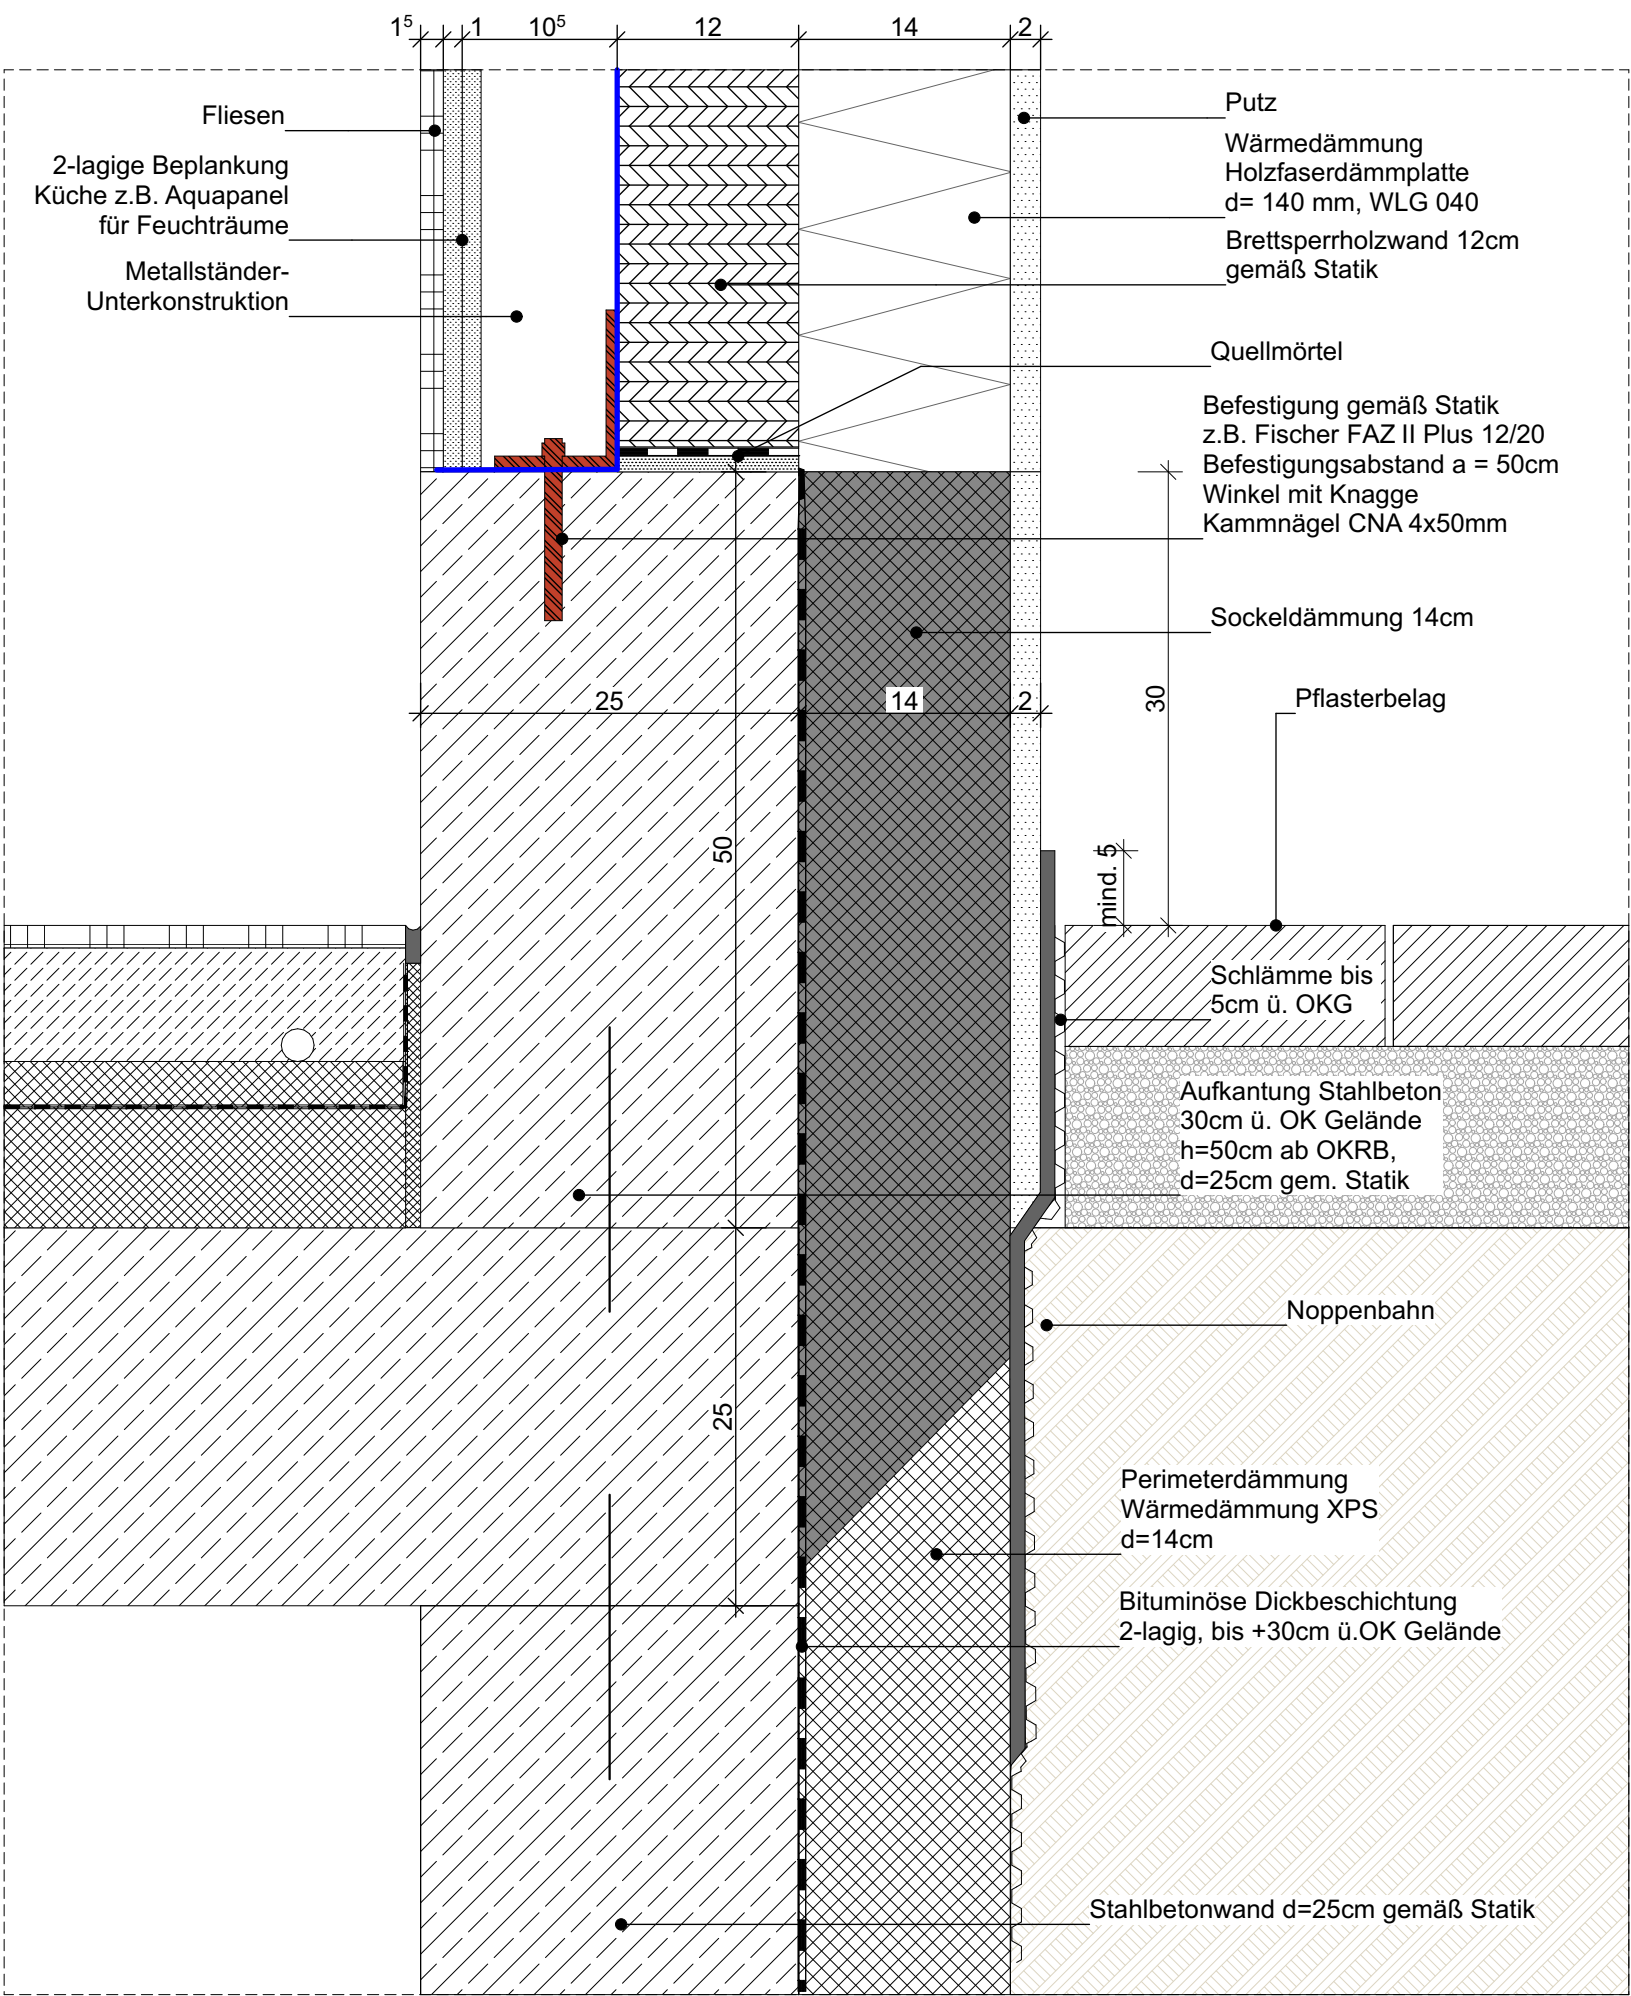 1⁵ 1 10⁵ 12 14 2
Fliesen
2-lagige Beplankung
Küche z.B. Aquapanel
für Feuchträume
Metallständer-
Unterkonstruktion
Putz
Wärmedämmung
Holzfaserdämmplatte
d= 140 mm, WLG 040
Brettsperrholzwand 12cm
gemäß Statik
Quellmörtel
Befestigung gemäß Statik
z.B. Fischer FAZ II Plus 12/20
Befestigungsabstand a = 50cm
Winkel mit Knagge
Kammnägel CNA 4x50mm
Sockeldämmung 14cm
25 14 2
30
Pflasterbelag
50
mind. 5
Schlämme bis
5cm ü. OKG
Aufkantung Stahlbeton
30cm ü. OK Gelände
h=50cm ab OKRB,
d=25cm gem. Statik
Noppenbahn
25
Perimeterdämmung
Wärmedämmung XPS
d=14cm
Bituminöse Dickbeschichtung
2-lagig, bis +30cm ü.OK Gelände
Stahlbetonwand d=25cm gemäß Statik